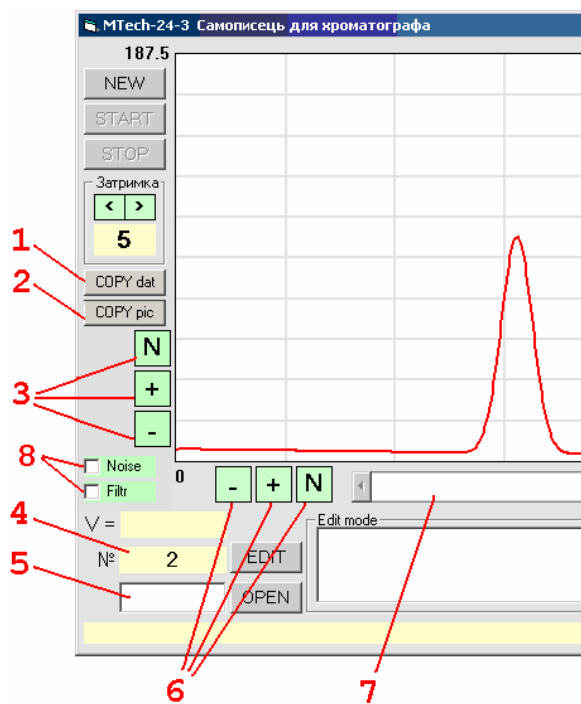 MTech-24-3 Самописець для хроматографа
187.5
NEW
START
STOP
Затримка
< >
5
1
COPY dat
2
COPY pic
N
3
+
-
8
Noise
Filtr
0
- + N
4
V =
Edit mode
№ 2 EDIT
5
OPEN
6
7